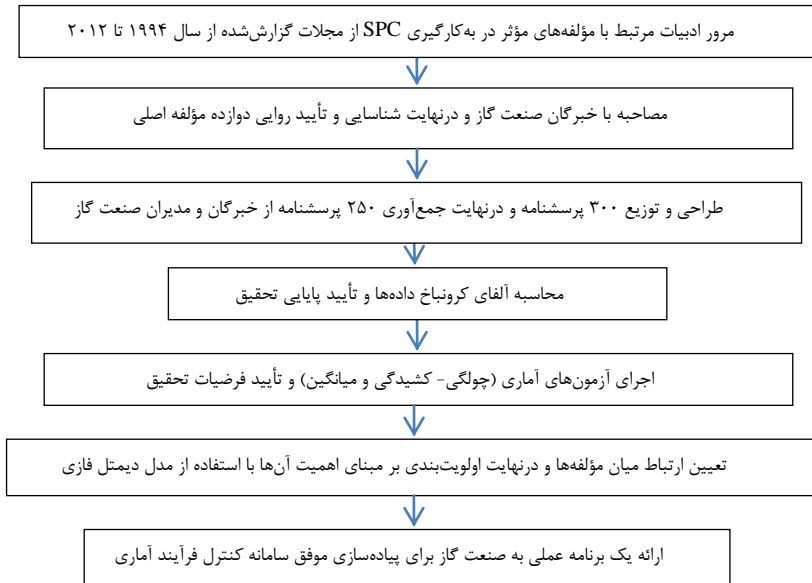 مرور ادبیات مرتبط با مؤلفه‌های مؤثر در به‌کارگیری SPC از مجلات گزارش‌شده از سال ۱۹۹۴ تا ۲۰۱۲
مصاحبه با خبرگان صنعت گاز و درنهایت شناسایی و تأیید روایی دوازده مؤلفه اصلی
طراحی و توزیع ۳۰۰ پرسشنامه و درنهایت جمع‌آوری ۲۵۰ پرسشنامه از خبرگان و مدیران صنعت گاز
محاسبه آلفای کرونباخ داده‌ها و تأیید پایایی تحقیق
اجرای آزمون‌های آماری (چولگی- کشیدگی و میانگین) و تأیید فرضیات تحقیق
تعیین ارتباط میان مؤلفه‌ها و درنهایت اولویت‌بندی بر مبنای اهمیت آن‌ها با استفاده از مدل دیمتل فازی
ارائه یک برنامه عملی به صنعت گاز برای پیاده‌سازی موفق سامانه کنترل فرآیند آماری